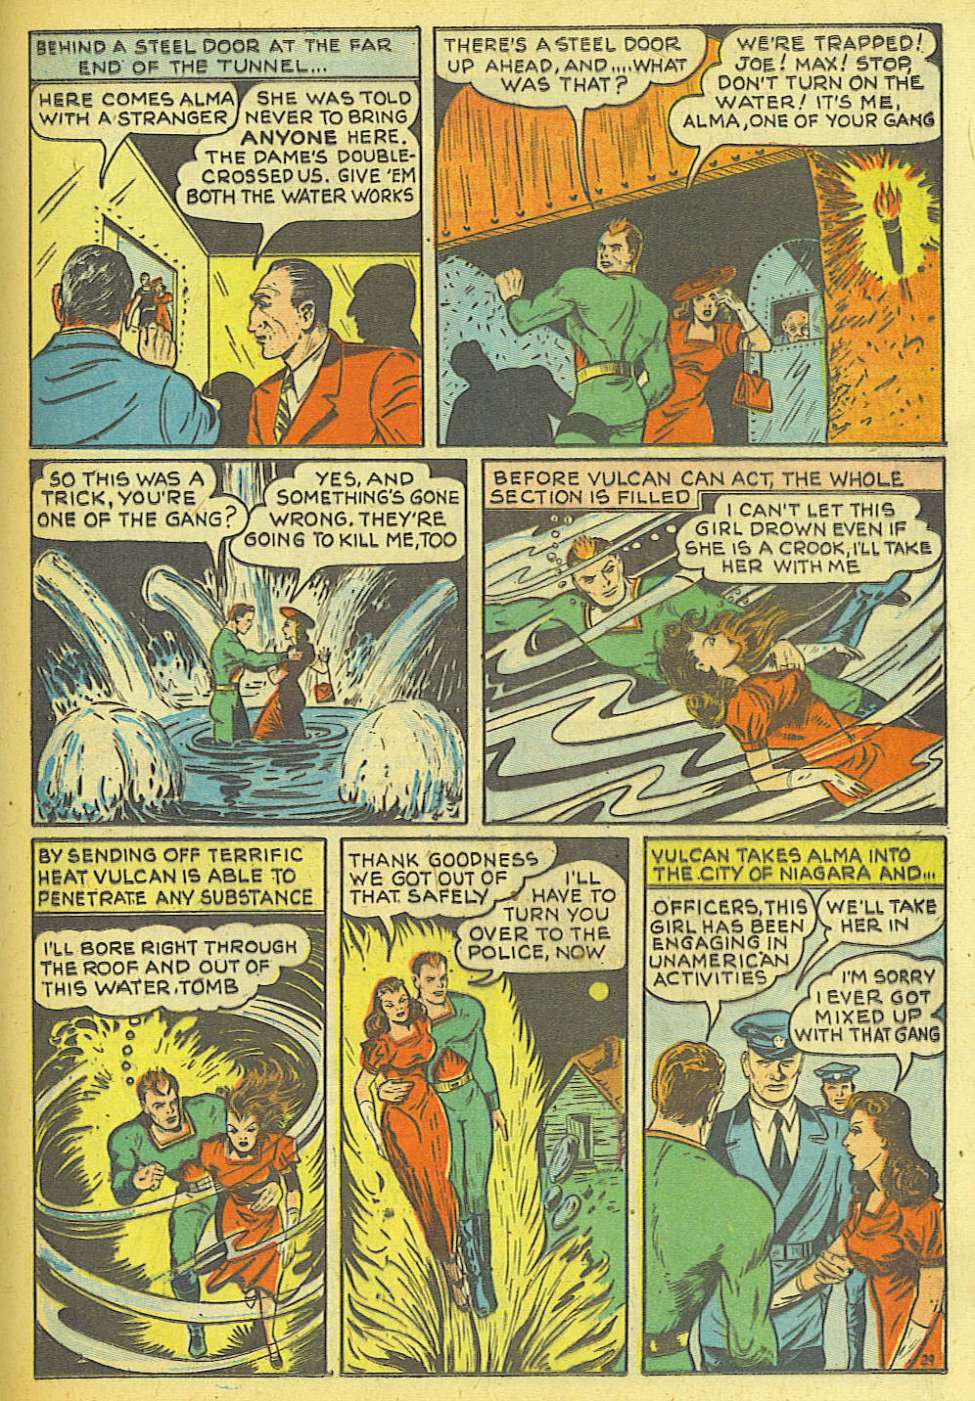 BEHIND A STEEL DOOR AT THE FAR
END OF THE TUNNEL...
HERE COMES ALMA
WITH A STRANGER
SHE WAS TOLD
NEVER TO BRING
ANYONE HERE.
THE DAME'S DOUBLE-
CROSSED US. GIVE 'EM
BOTH THE WATER WORKS
THERE'S A STEEL DOOR
UP AHEAD, AND....WHAT
WAS THAT?
WE'RE TRAPPED!
JOE! MAX! STOP,
DON'T TURN ON THE
WATER! IT'S ME,
ALMA, ONE OF YOUR GANG
SO THIS WAS A
TRICK, YOU'RE
ONE OF THE GANG?
YES, AND
SOMETHING'S GONE
WRONG. THEY'RE
GOING TO KILL ME, TOO
BEFORE VULCAN CAN ACT, THE WHOLE
SECTION IS FILLED
I CAN'T LET THIS
GIRL DROWN EVEN IF
SHE IS A CROOK, I'LL TAKE
HER WITH ME
BY SENDING OFF TERRIFIC
HEAT VULCAN IS ABLE TO
PENETRATE ANY SUBSTANCE
I'LL BORE RIGHT THROUGH
THE ROOF AND OUT OF
THIS WATER TOMB
THANK GOODNESS
WE GOT OUT OF
THAT SAFELY
I'LL
HAVE TO
TURN YOU
OVER TO THE
POLICE, NOW
VULCAN TAKES ALMA INTO
THE CITY OF NIAGARA AND...
OFFICERS, THIS
GIRL HAS BEEN
ENGAGING IN
UNAMERICAN
ACTIVITIES
WE'LL TAKE
HER IN
I'M SORRY
I EVER GOT
MIXED UP
WITH THAT GANG
29